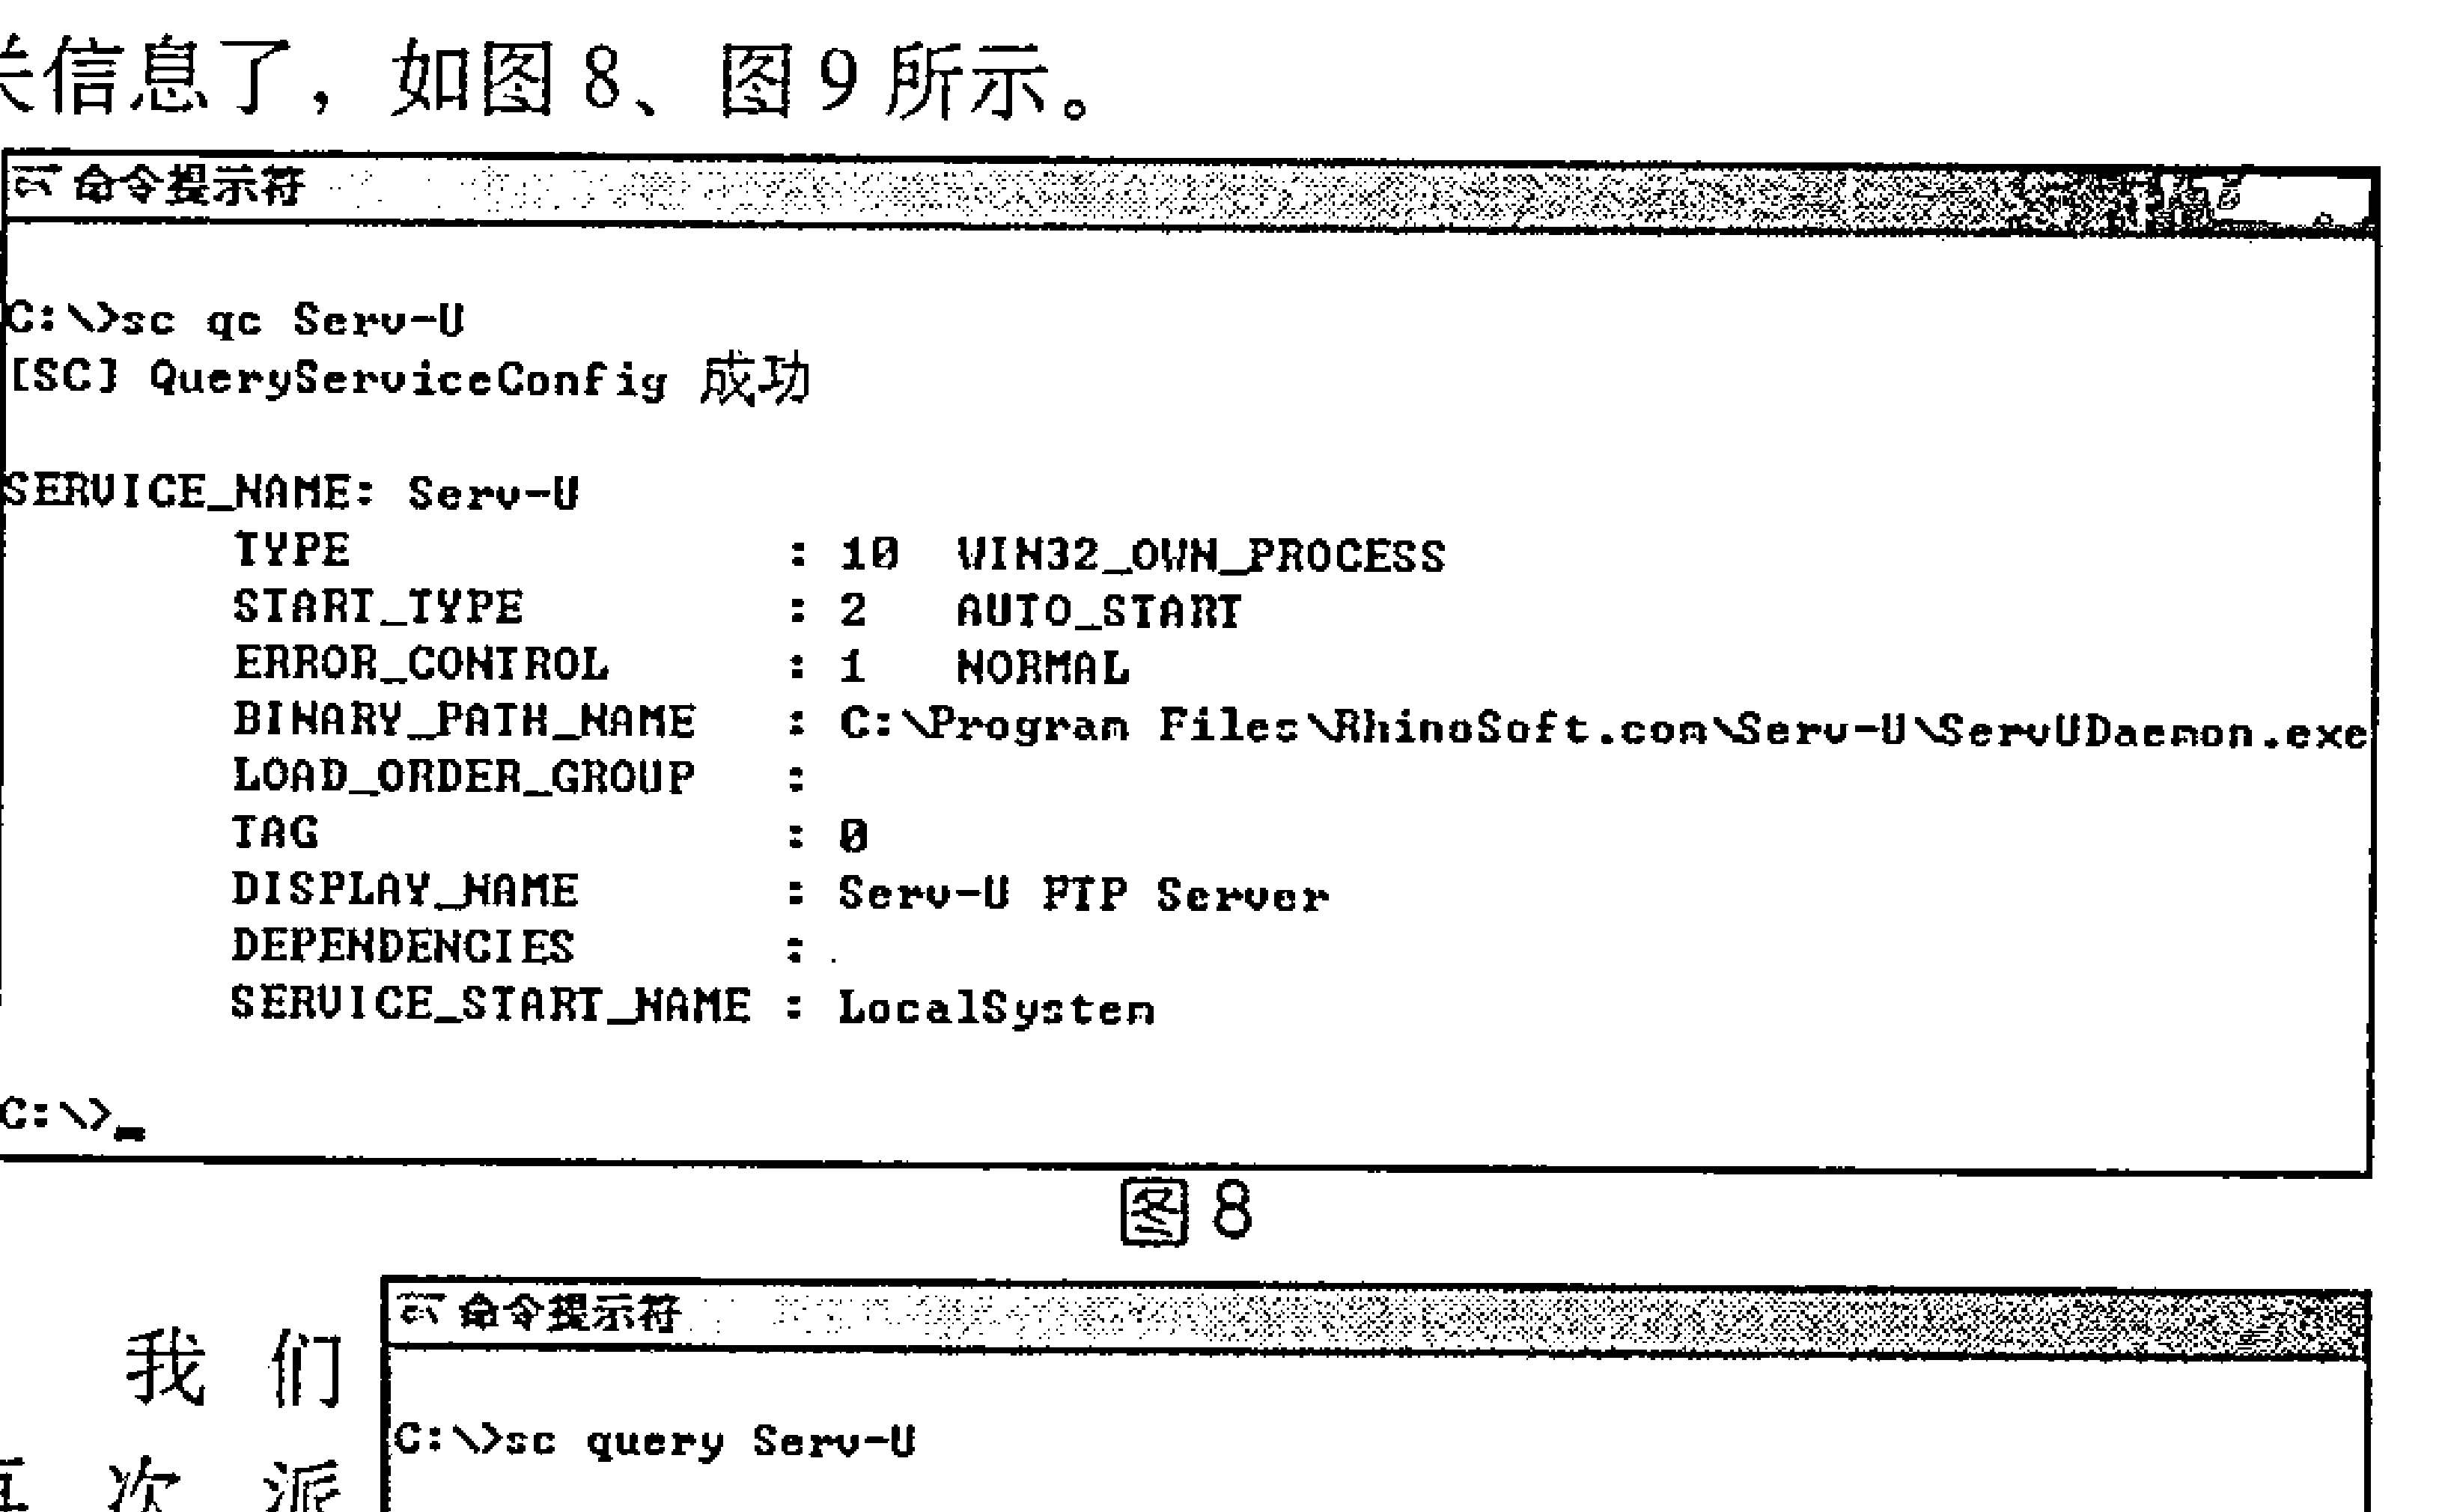 关信息了，如图 8、图 9 所示。
命令提示符
C:\>sc qc Serv-U
[SC] QueryServiceConfig 成功
SERVICE_NAME: Serv-U
TYPE : 10 WIN32_OWN_PROCESS
START_TYPE : 2 AUTO_START
ERROR_CONTROL : 1 NORMAL
BINARY_PATH_NAME : C:\Program Files\RhinoSoft.com\Serv-U\ServUDaemon.exe
LOAD_ORDER_GROUP :
TAG : 0
DISPLAY_NAME : Serv-U FTP Server
DEPENDENCIES :
SERVICE_START_NAME : LocalSystem
C:\>_
图 8
我们
再次派
命令提示符
C:\>sc query Serv-U